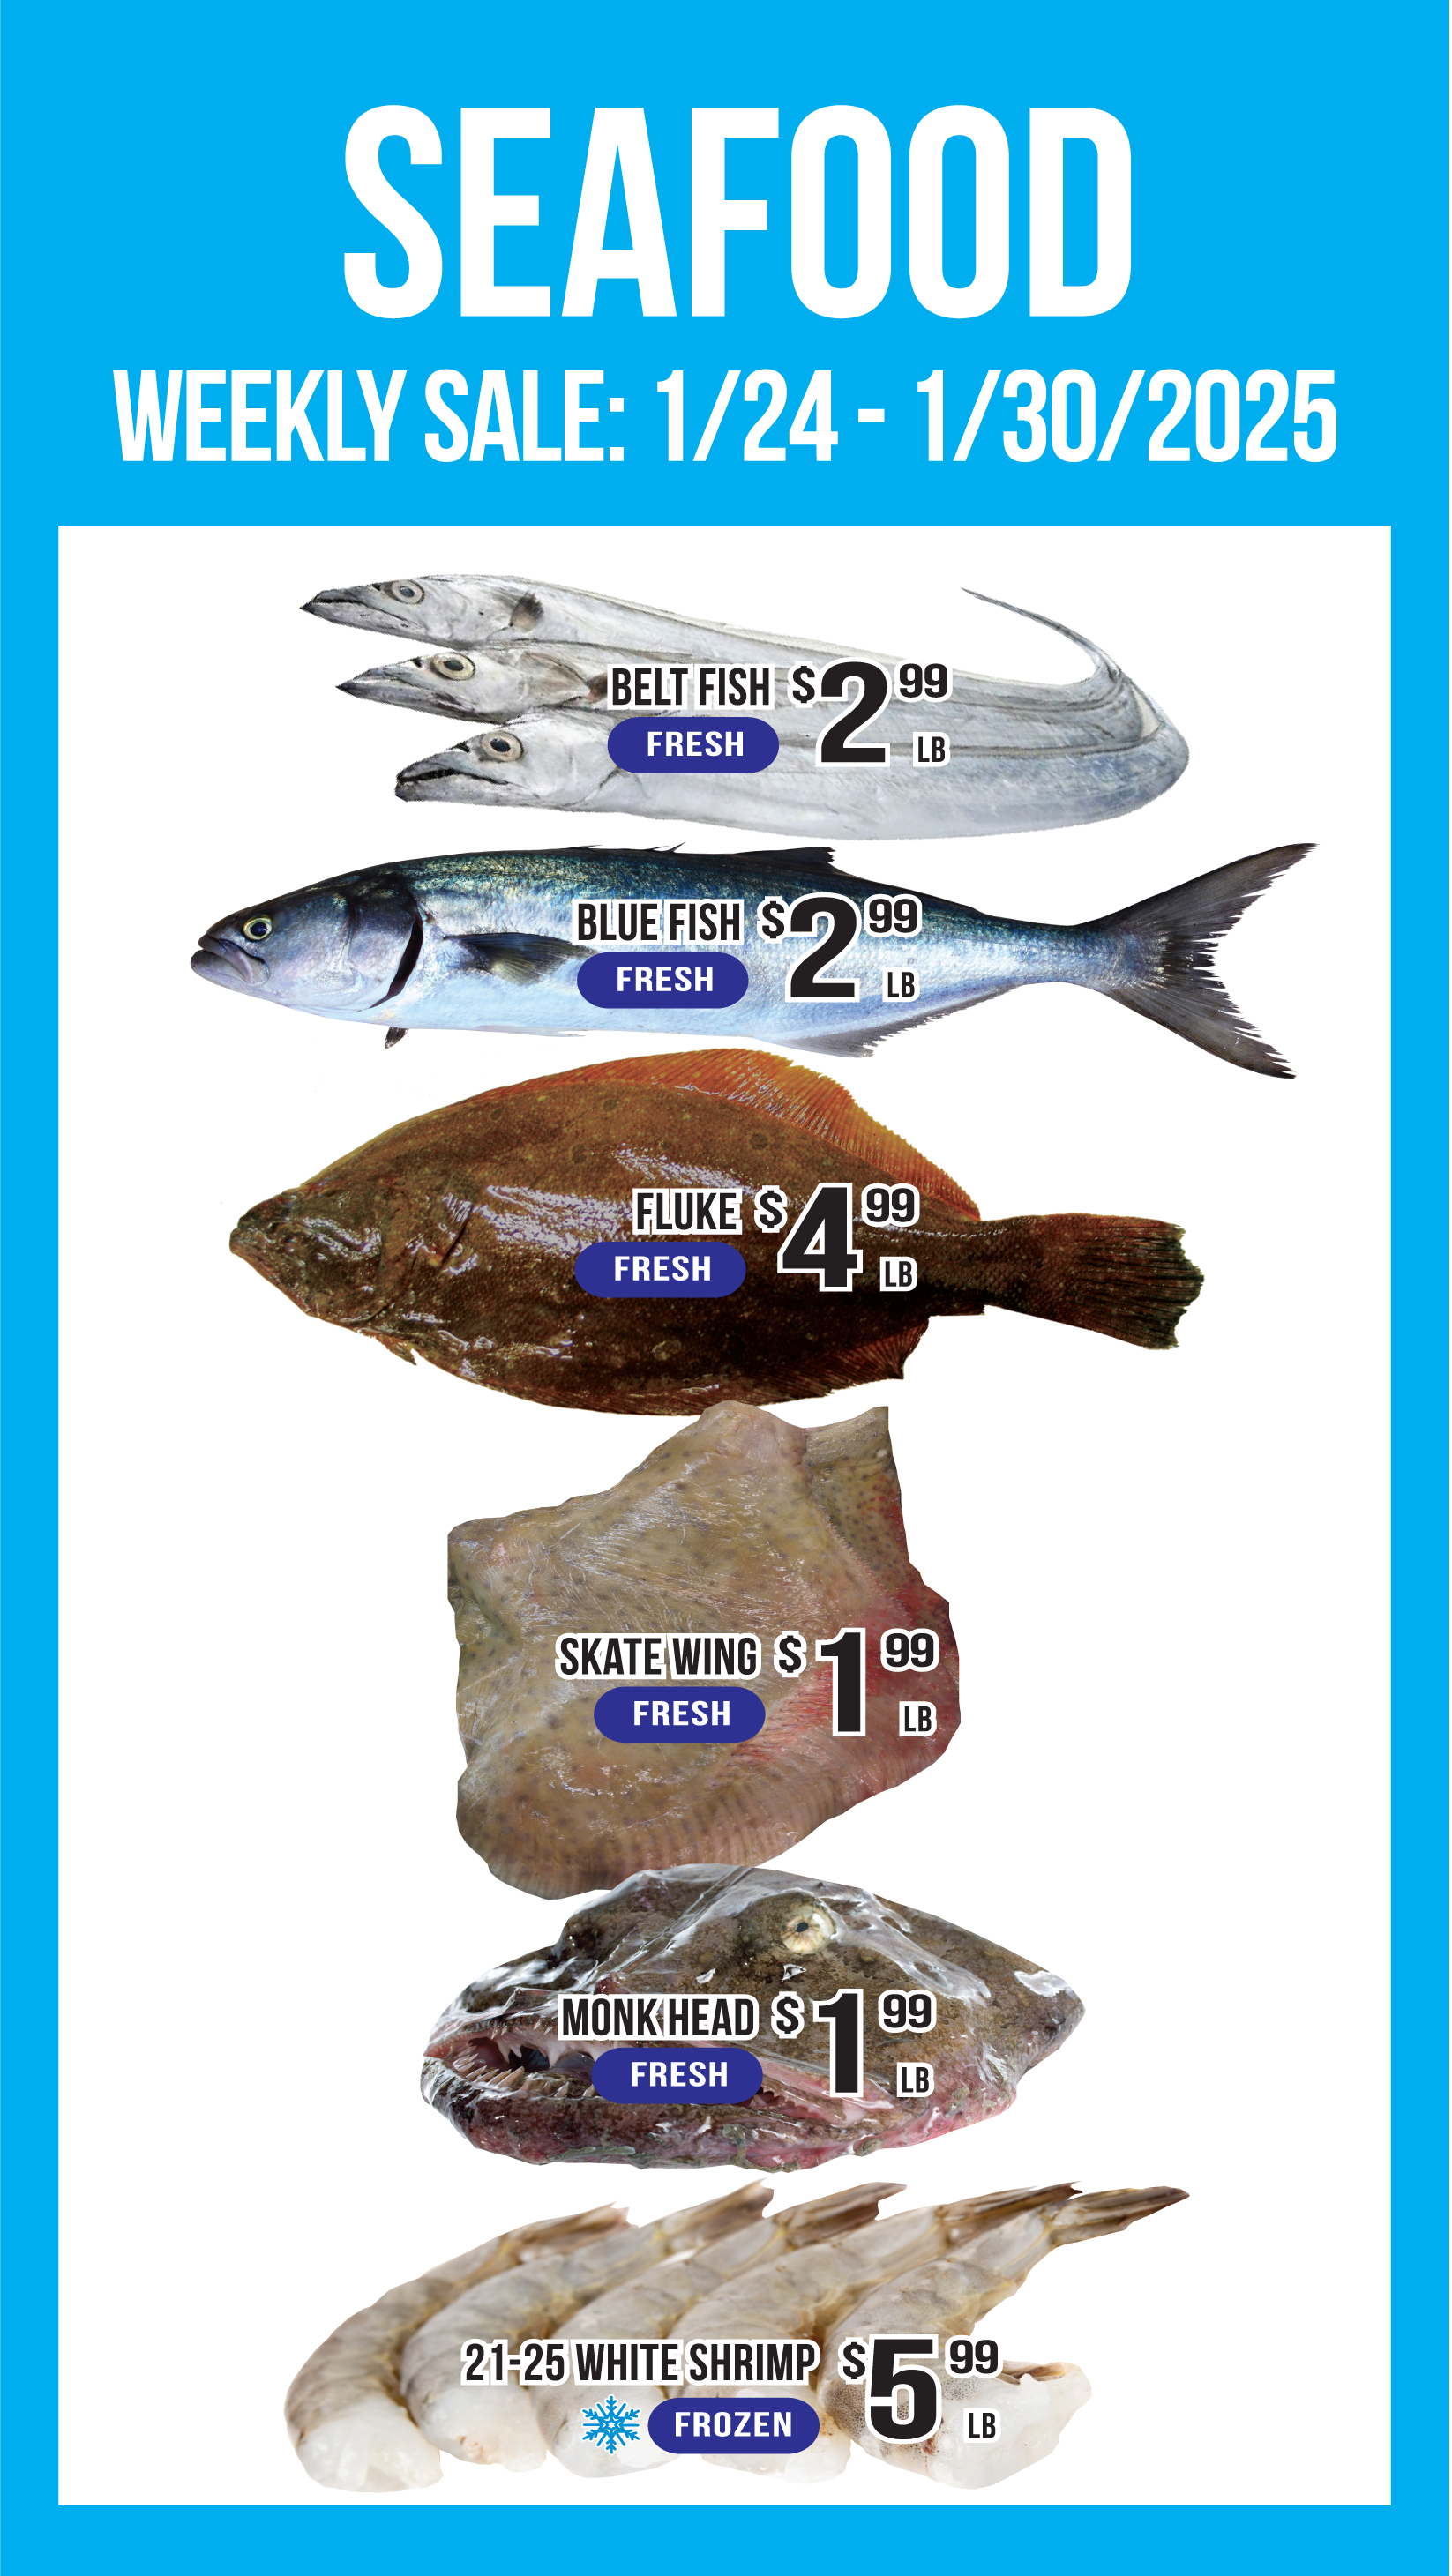 SEAFOOD
WEEKLY SALE: 1/24 - 1/30/2025
BELT FISH $2.99
FRESH LB
BLUE FISH $2.99
FRESH LB
FLUKE $4.99
FRESH LB
SKATE WING $1.99
FRESH LB
MONK HEAD $1.99
FRESH LB
21-25 WHITE SHRIMP $5.99
FROZEN LB